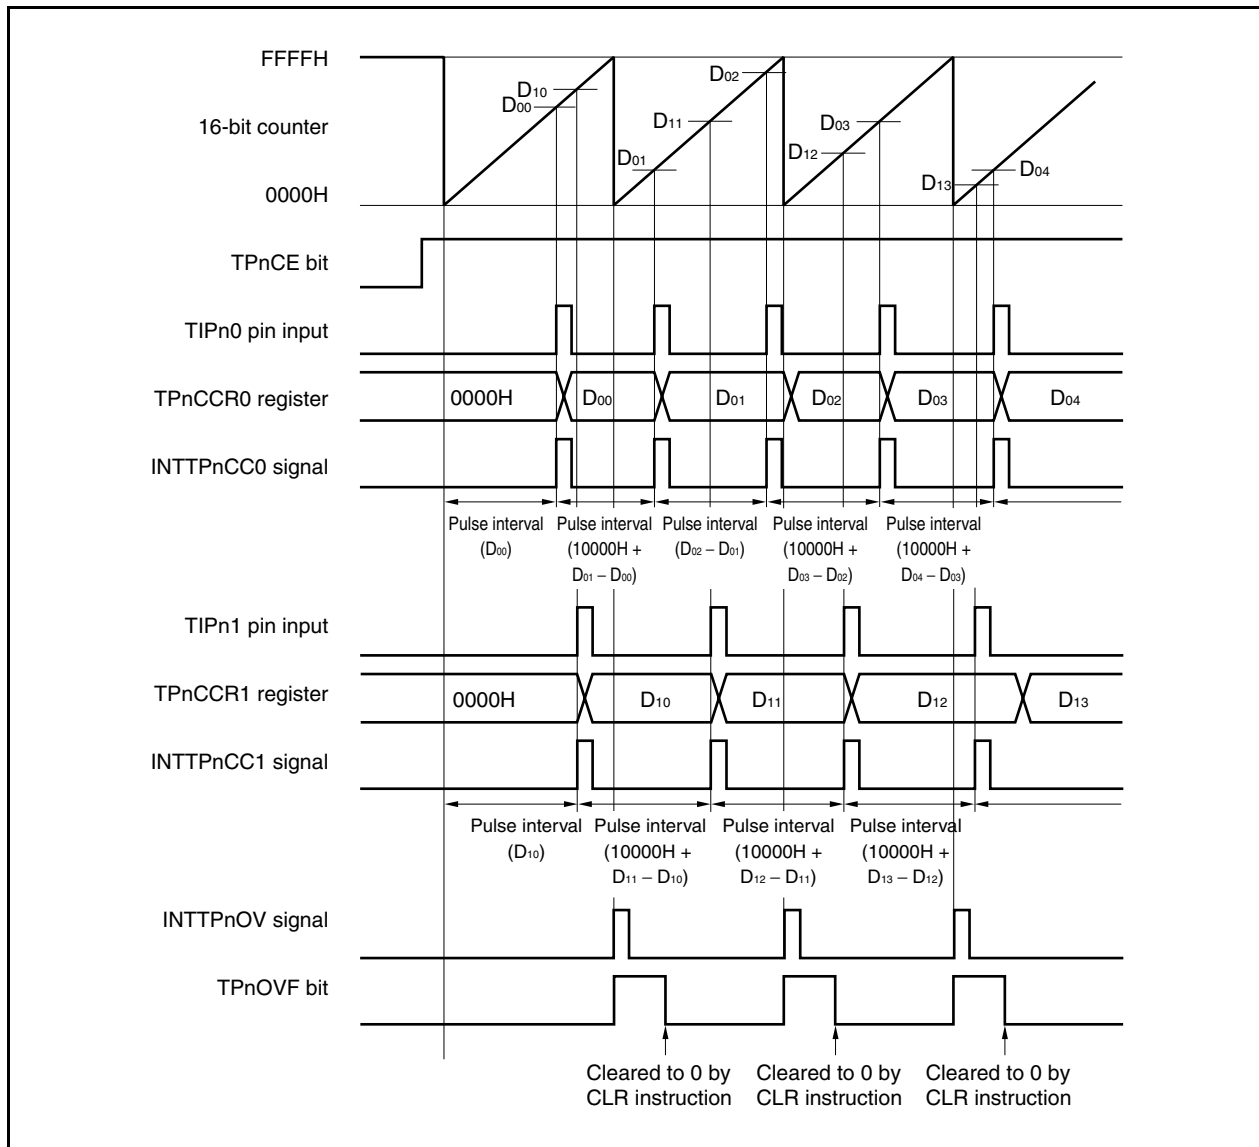 FFFFH
16-bit counter
0000H
D10
D00
D01
D11
D02
D12
D03
D13
D04
TPnCE bit
TIPn0 pin input
TPnCCR0 register
0000H
D00
D01
D02
D03
D04
INTTPnCC0 signal
Pulse interval
(D00)
Pulse interval
(10000H +
D01 – D00)
Pulse interval
(D02 – D01)
Pulse interval
(10000H +
D03 – D02)
Pulse interval
(10000H +
D04 – D03)
TIPn1 pin input
TPnCCR1 register
0000H
D10
D11
D12
D13
INTTPnCC1 signal
Pulse interval
(D10)
Pulse interval
(10000H +
D11 – D10)
Pulse interval
(10000H +
D12 – D11)
Pulse interval
(10000H +
D13 – D12)
INTTPnOV signal
TPnOVF bit
Cleared to 0 by
CLR instruction
Cleared to 0 by
CLR instruction
Cleared to 0 by
CLR instruction